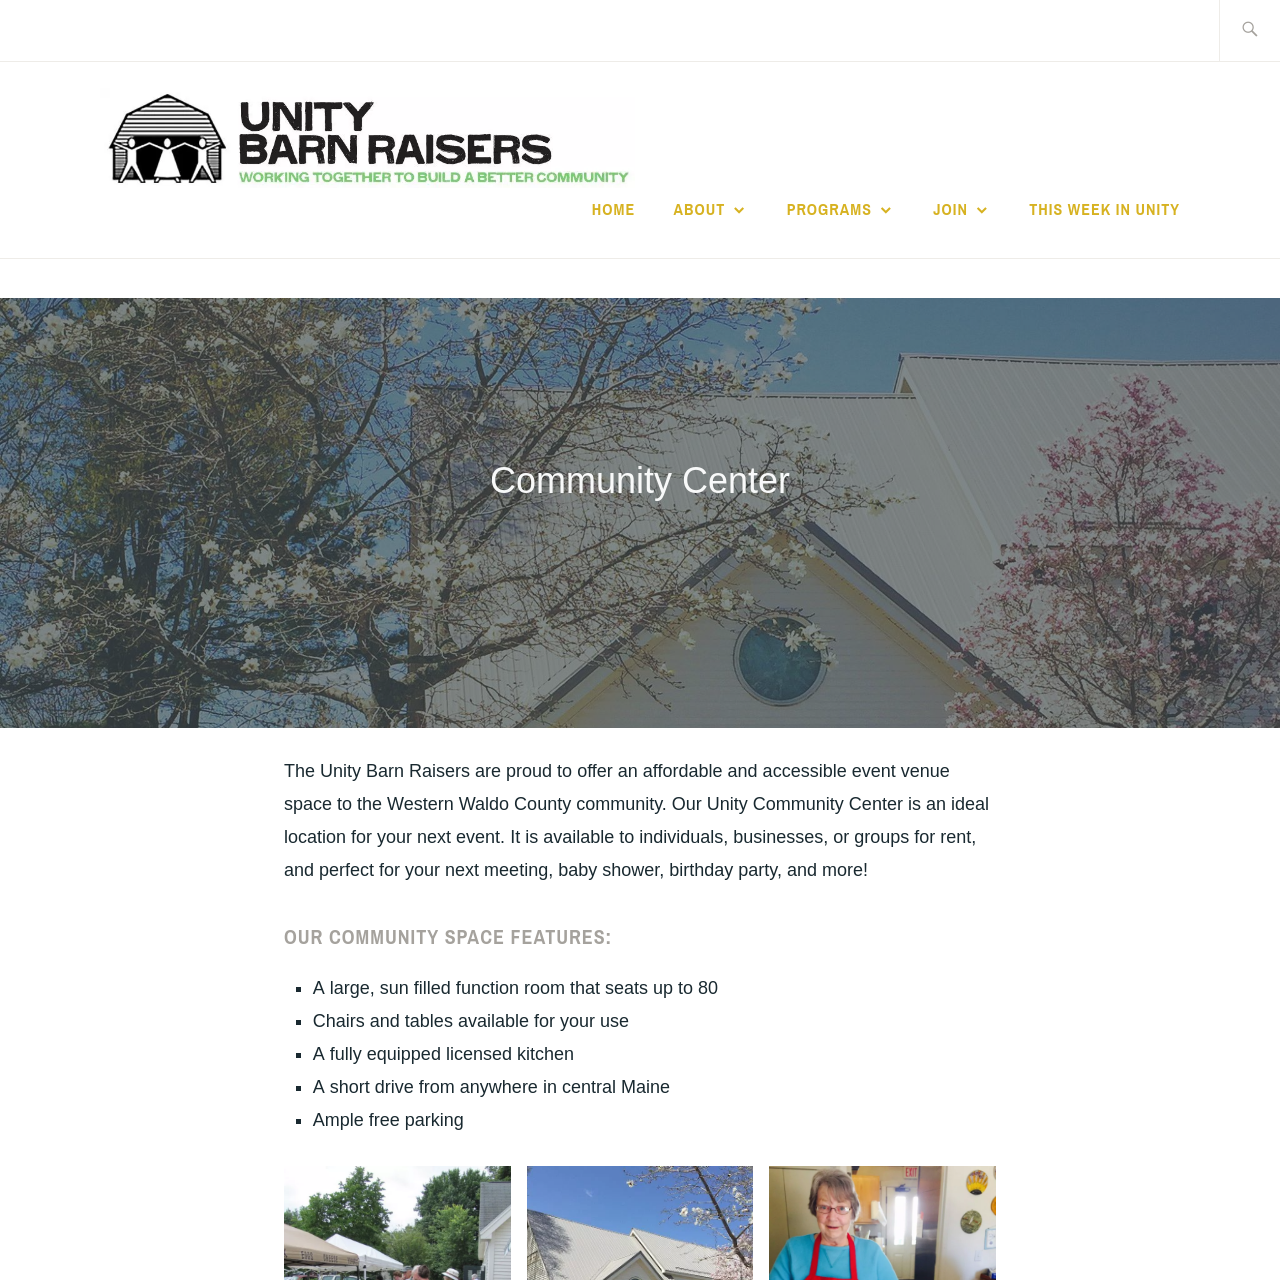 UNITY
BARN RAISERS
WORKING TOGETHER TO BUILD A BETTER COMMUNITY
HOME ABOUT PROGRAMS JOIN THIS WEEK IN UNITY
Community Center
The Unity Barn Raisers are proud to offer an affordable and accessible event venue
space to the Western Waldo County community. Our Unity Community Center is an ideal
location for your next event. It is available to individuals, businesses, or groups for rent,
and perfect for your next meeting, baby shower, birthday party, and more!
OUR COMMUNITY SPACE FEATURES:
A large, sun filled function room that seats up to 80
Chairs and tables available for your use
A fully equipped licensed kitchen
A short drive from anywhere in central Maine
Ample free parking
EXIT